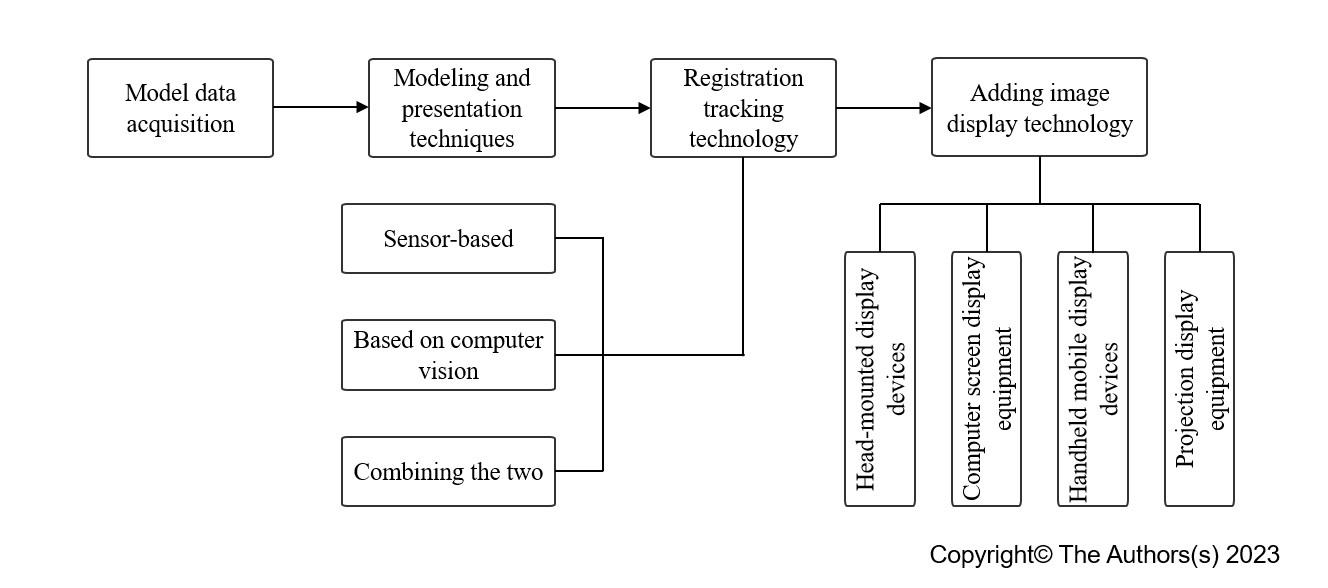 Model data
acquisition
Modeling and
presentation
techniques
Registration
tracking
technology
Adding image
display technology
Sensor-based
Based on computer
vision
Combining the two
Head-mounted display
devices
Computer screen display
equipment
Handheld mobile display
devices
Projection display
equipment
Copyright© The Authors(s) 2023